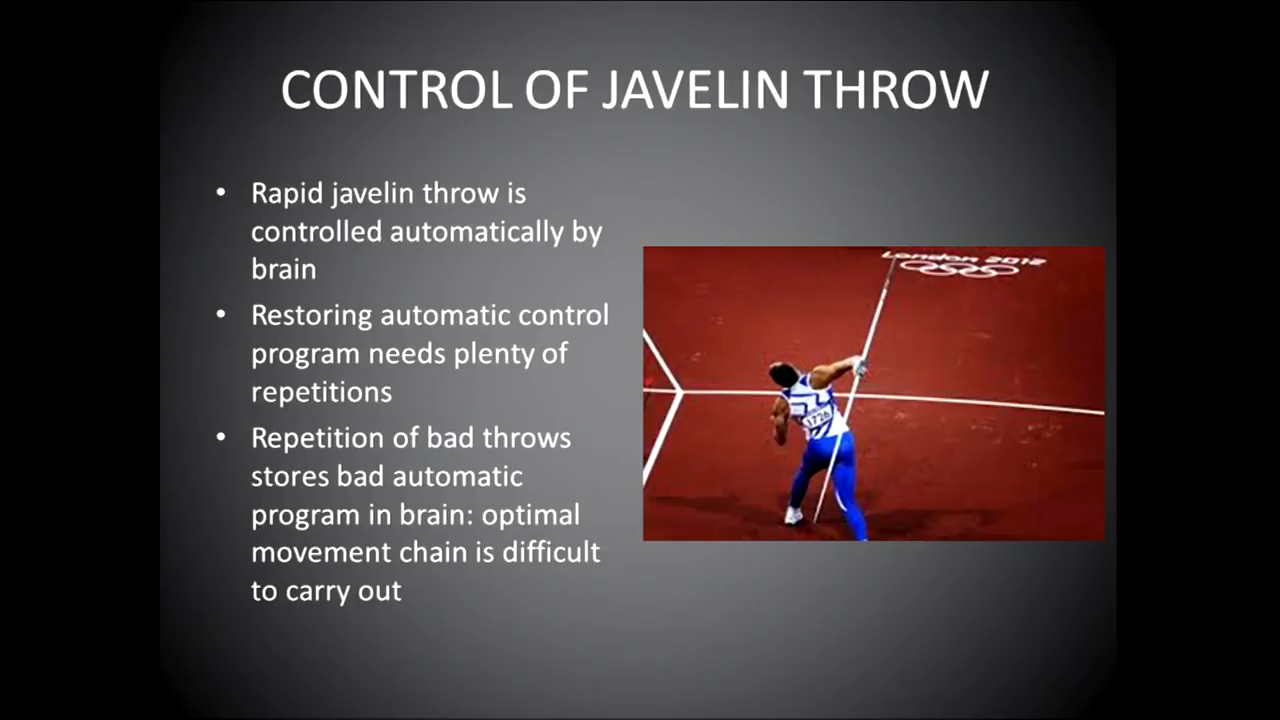 CONTROL OF JAVELIN THROW
• Rapid javelin throw is
controlled automatically by
brain
• Restoring automatic control
program needs plenty of
repetitions
• Repetition of bad throws
stores bad automatic
program in brain: optimal
movement chain is difficult
to carry out
London 2012
1726